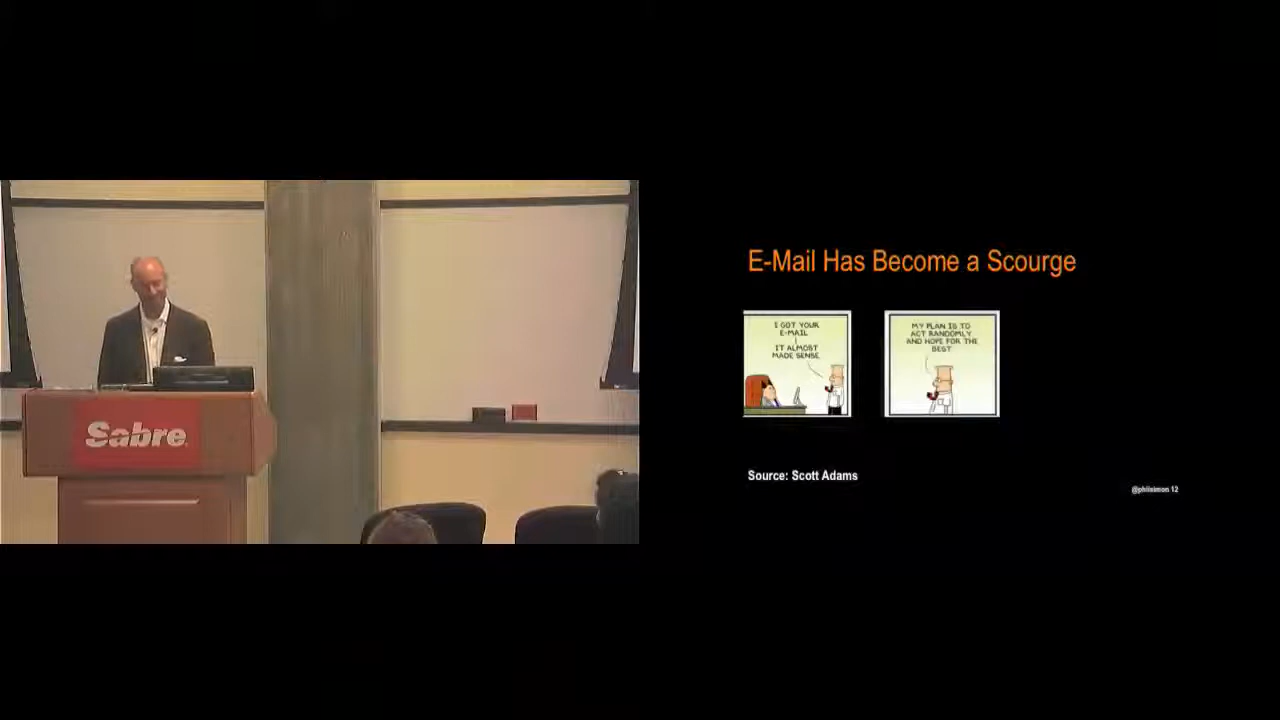 Sabre
E-Mail Has Become a Scourge
I GOT YOUR
E-MAIL
IT ALMOST
MADE SENSE
MY PLAN IS TO
ACT RANDOMLY
AND HOPE FOR THE
BEST
Source: Scott Adams
@philsimon 12